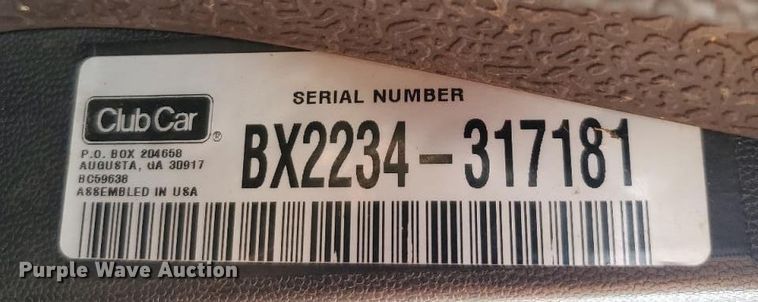 SERIAL NUMBER
Club Car
®
BX2234-317181
P.O. BOX 204658
AUGUSTA, GA 30917
BC59638
ASSEMBLED IN USA
Purple Wave Auction